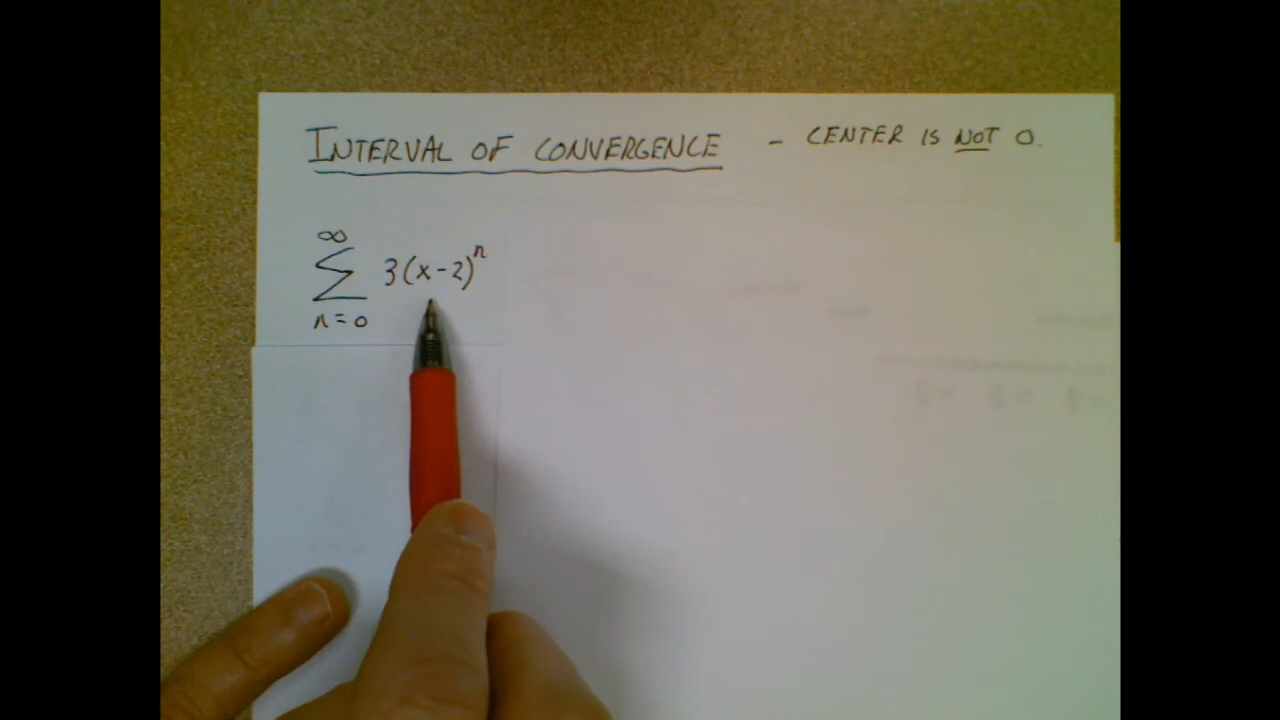 INTERVAL OF CONVERGENCE - CENTER IS NOT 0.
∞
Σ 3(x-2)^n
n=0